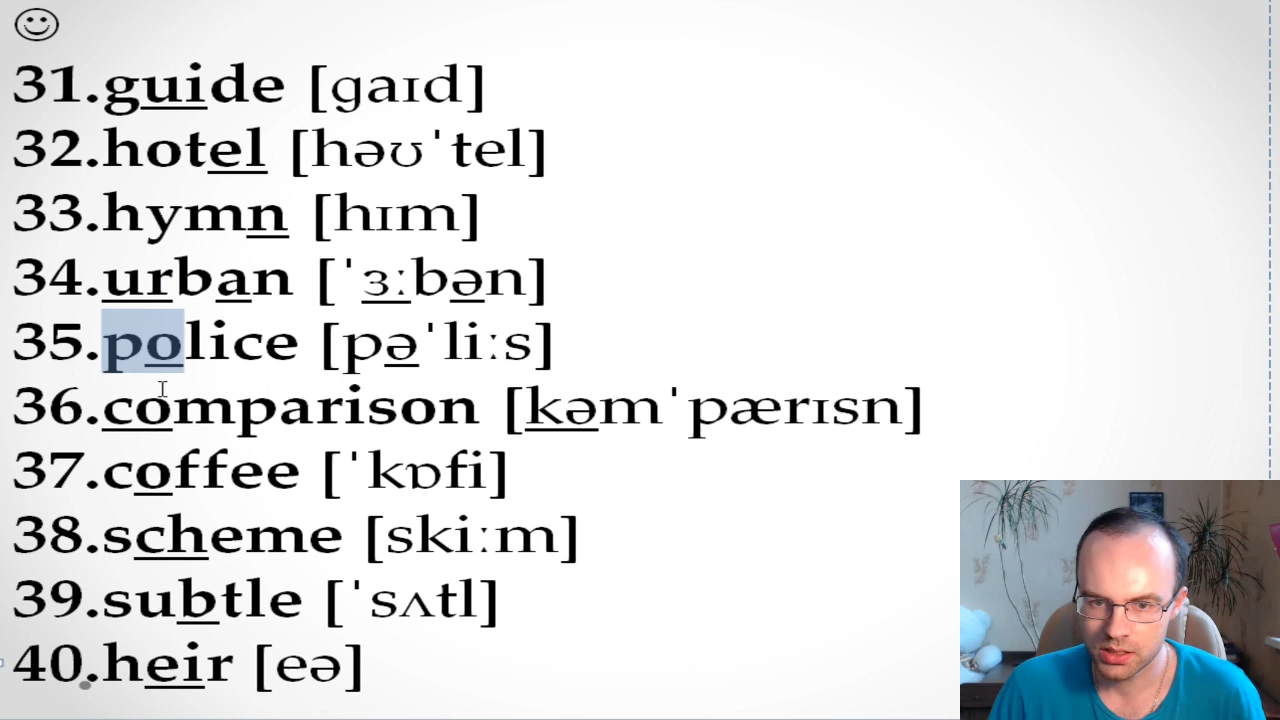 31.guide [ɡaɪd]
32.hotel [həʊˈtel]
33.hymn [hɪm]
34.urban [ˈɜːbən]
35.police [pəˈliːs]
36.comparison [kəmˈpærɪsn]
37.coffee [ˈkɒfi]
38.scheme [skiːm]
39.subtle [ˈsʌtl]
40.heir [eə]